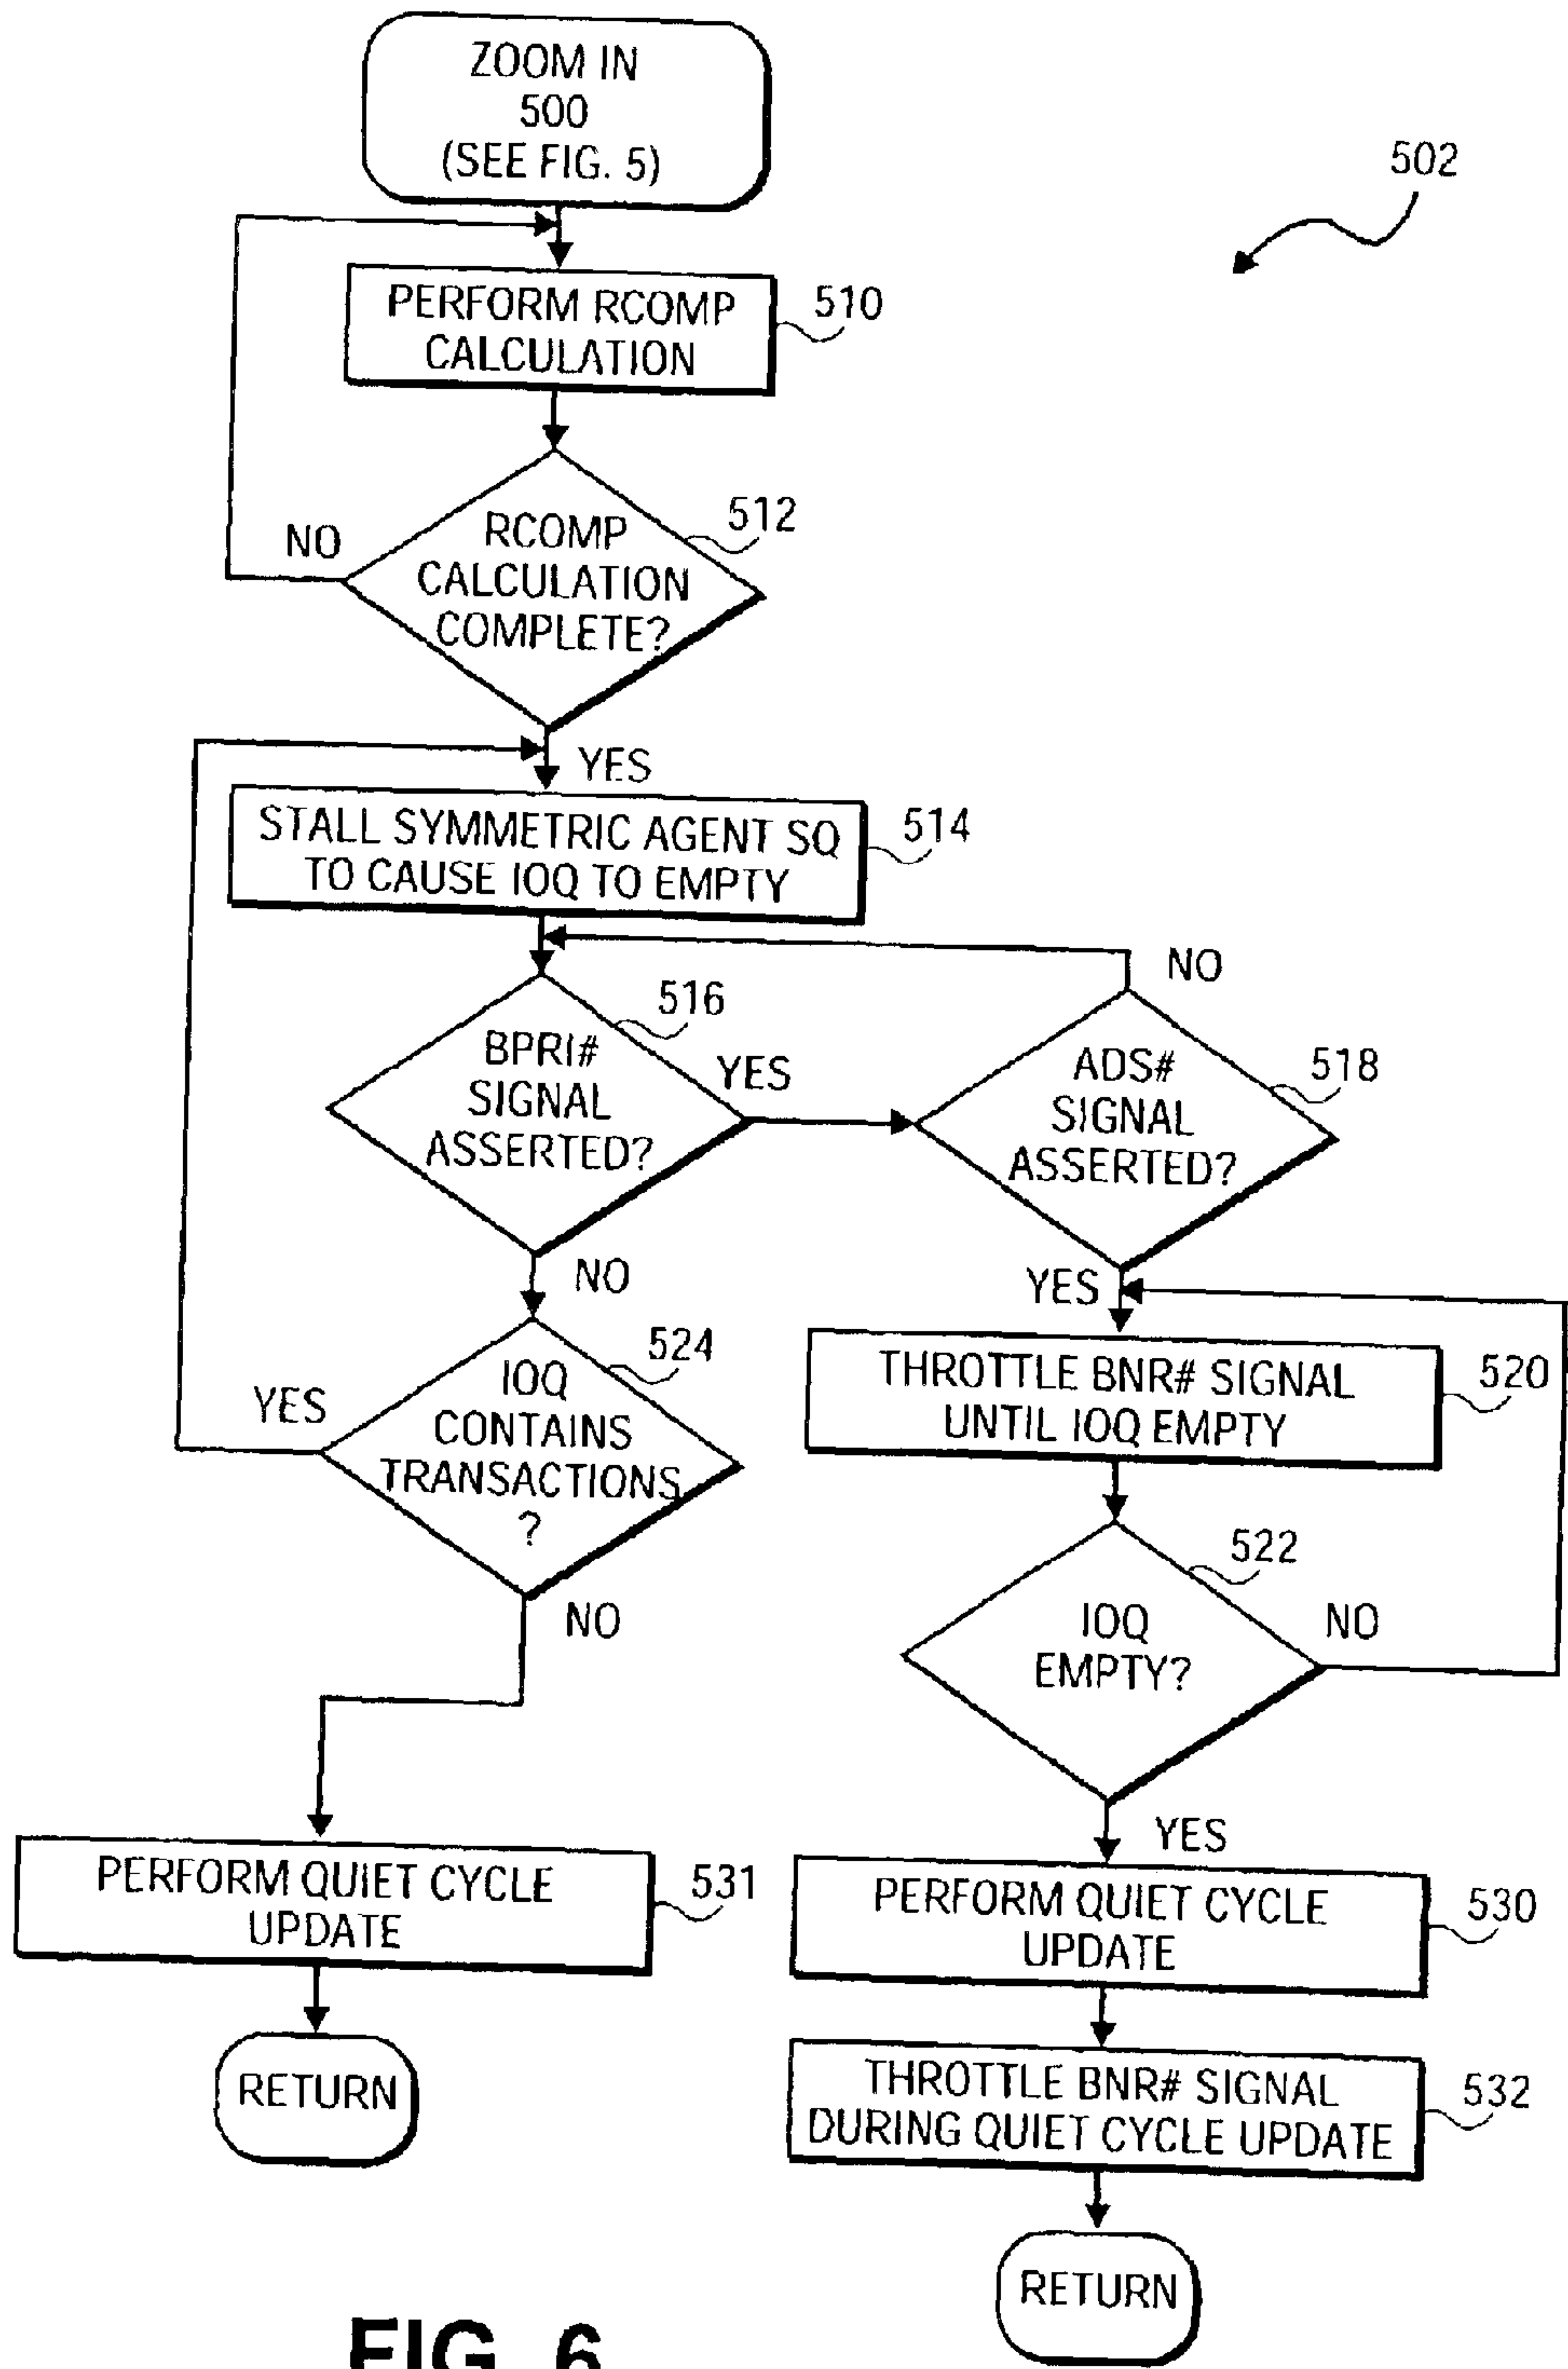 ZOOM IN
500
(SEE FIG. 5)
502
PERFORM RCOMP
CALCULATION
510
RCOMP
CALCULATION
COMPLETE?
512
NO
YES
STALL SYMMETRIC AGENT SQ
TO CAUSE IOQ TO EMPTY
514
BPRI#
SIGNAL
ASSERTED?
516
YES
NO
ADS#
SIGNAL
ASSERTED?
518
NO
YES
IOQ
CONTAINS
TRANSACTIONS
?
524
YES
NO
THROTTLE BNR# SIGNAL
UNTIL IOQ EMPTY
520
IOQ
EMPTY?
522
NO
YES
PERFORM QUIET CYCLE
UPDATE
531
RETURN
PERFORM QUIET CYCLE
UPDATE
530
THROTTLE BNR# SIGNAL
DURING QUIET CYCLE UPDATE
532
RETURN
FIG. 6